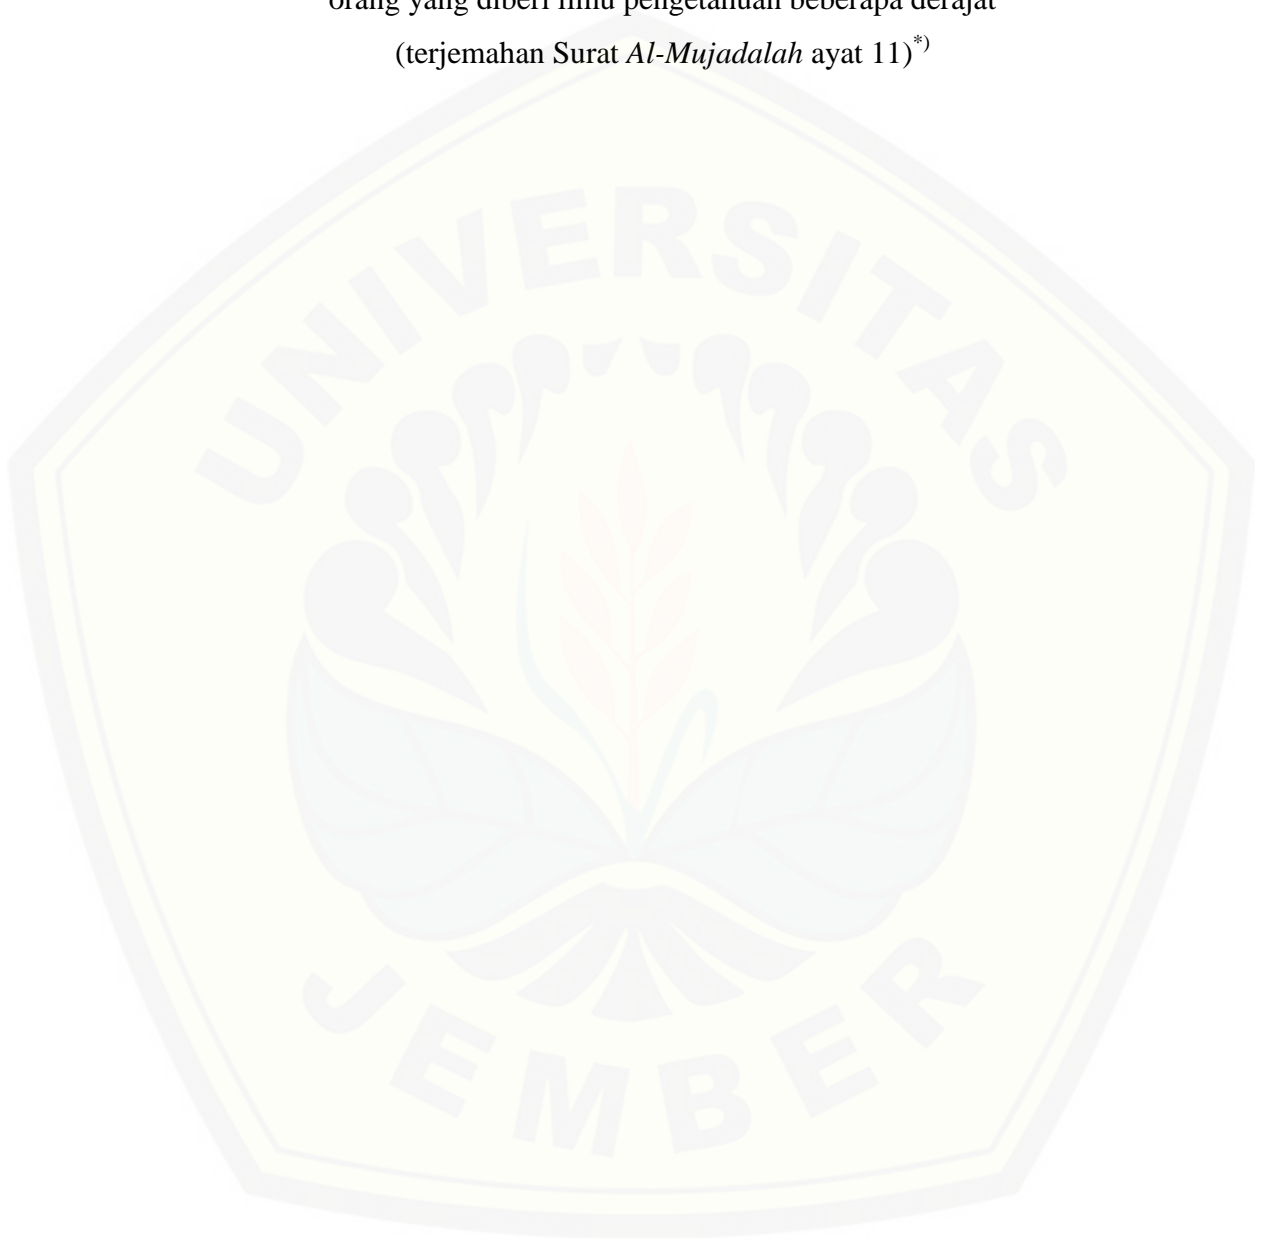 orang yang diberi ilmu pengetahuan beberapa derajat
(terjemahan Surat Al-Mujadalah ayat 11)*)
UNIVERSITAS
JEMBER